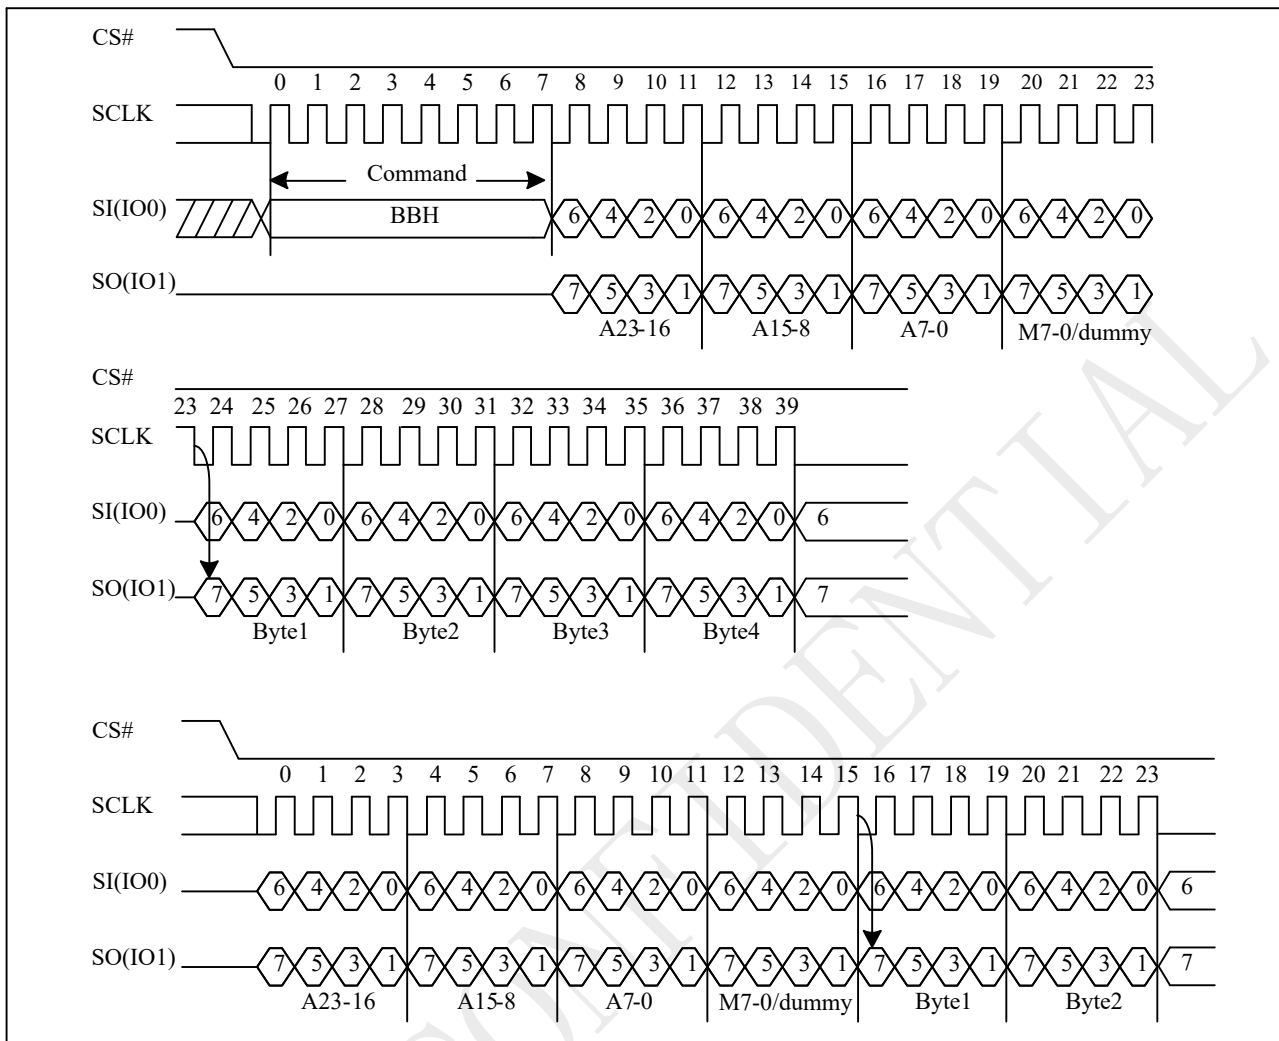 CS#
0 1 2 3 4 5 6 7 8 9 10 11 12 13 14 15 16 17 18 19 20 21 22 23
SCLK
Command
SI(IO0) BBH 6 4 2 0 6 4 2 0 6 4 2 0 6 4 2 0
SO(IO1) 7 5 3 1 7 5 3 1 7 5 3 1 7 5 3 1
A23-16 A15-8 A7-0 M7-0/dummy
CS#
23 24 25 26 27 28 29 30 31 32 33 34 35 36 37 38 39
SCLK
SI(IO0) 6 4 2 0 6 4 2 0 6 4 2 0 6 4 2 0 6
SO(IO1) 7 5 3 1 7 5 3 1 7 5 3 1 7 5 3 1 7
Byte1 Byte2 Byte3 Byte4
CS#
0 1 2 3 4 5 6 7 8 9 10 11 12 13 14 15 16 17 18 19 20 21 22 23
SCLK
SI(IO0) 6 4 2 0 6 4 2 0 6 4 2 0 6 4 2 0 6 4 2 0 6 4 2 0 6
SO(IO1) 7 5 3 1 7 5 3 1 7 5 3 1 7 5 3 1 7 5 3 1 7 5 3 1 7
A23-16 A15-8 A7-0 M7-0/dummy Byte1 Byte2
CONFIDENTIAL